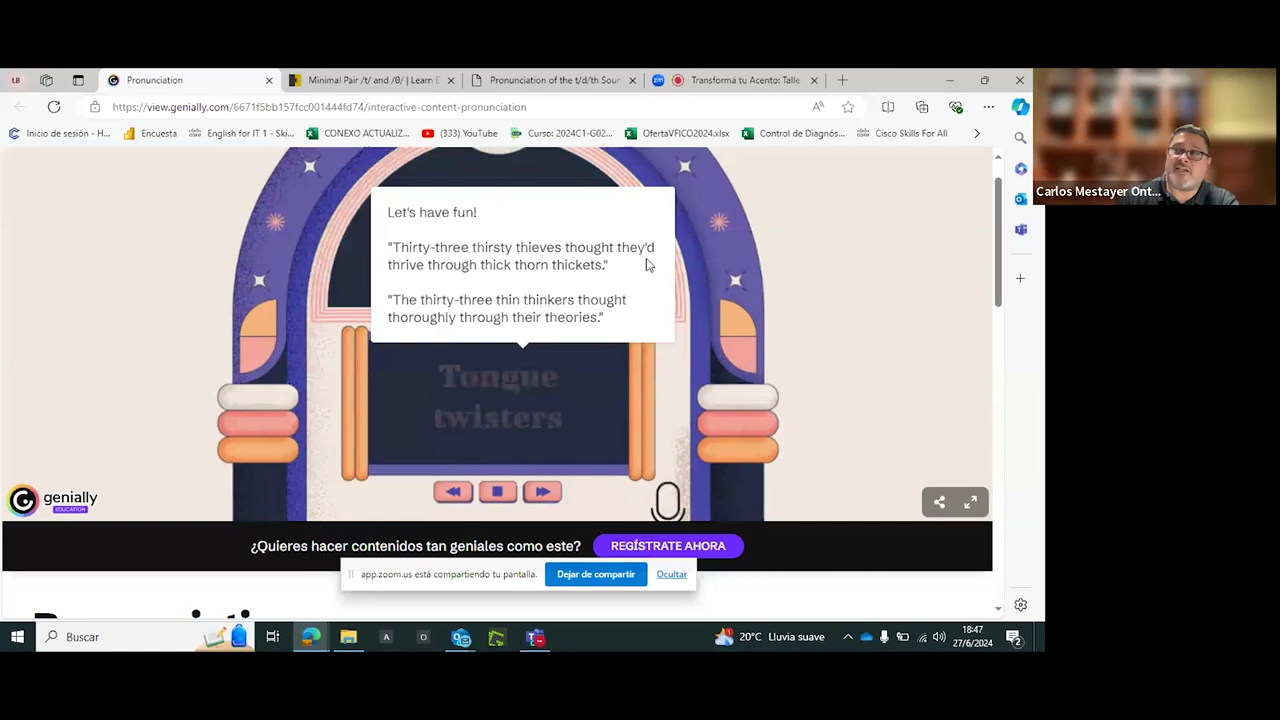 LB
Pronunciation
Minimal Pair /t/ and /θ/ | Learn E
Pronunciation of the t/d/th Soun
zm
Transformá tu Acento: Talle
https://view.genially.com/6671f5bb157fcc001444fd74/interactive-content-pronunciation
Inicio de sesión - H...
Encuesta
English for IT 1 - Ski...
CONEXO ACTUALIZ...
(333) YouTube
Curso: 2024C1-G02...
OfertaVFICO2024.xlsx
Control de Diagnós...
Cisco Skills For All
Carlos Mestayer Ont...
Let's have fun!
"Thirty-three thirsty thieves thought they'd
thrive through thick thorn thickets."
"The thirty-three thin thinkers thought
thoroughly through their theories."
Tongue
twisters
genially
EDUCATION
¿Quieres hacer contenidos tan geniales como este?
REGÍSTRATE AHORA
app.zoom.us está compartiendo tu pantalla.
Dejar de compartir
Ocultar
Buscar
A
O
20°C Lluvia suave
18:47
27/6/2024
2